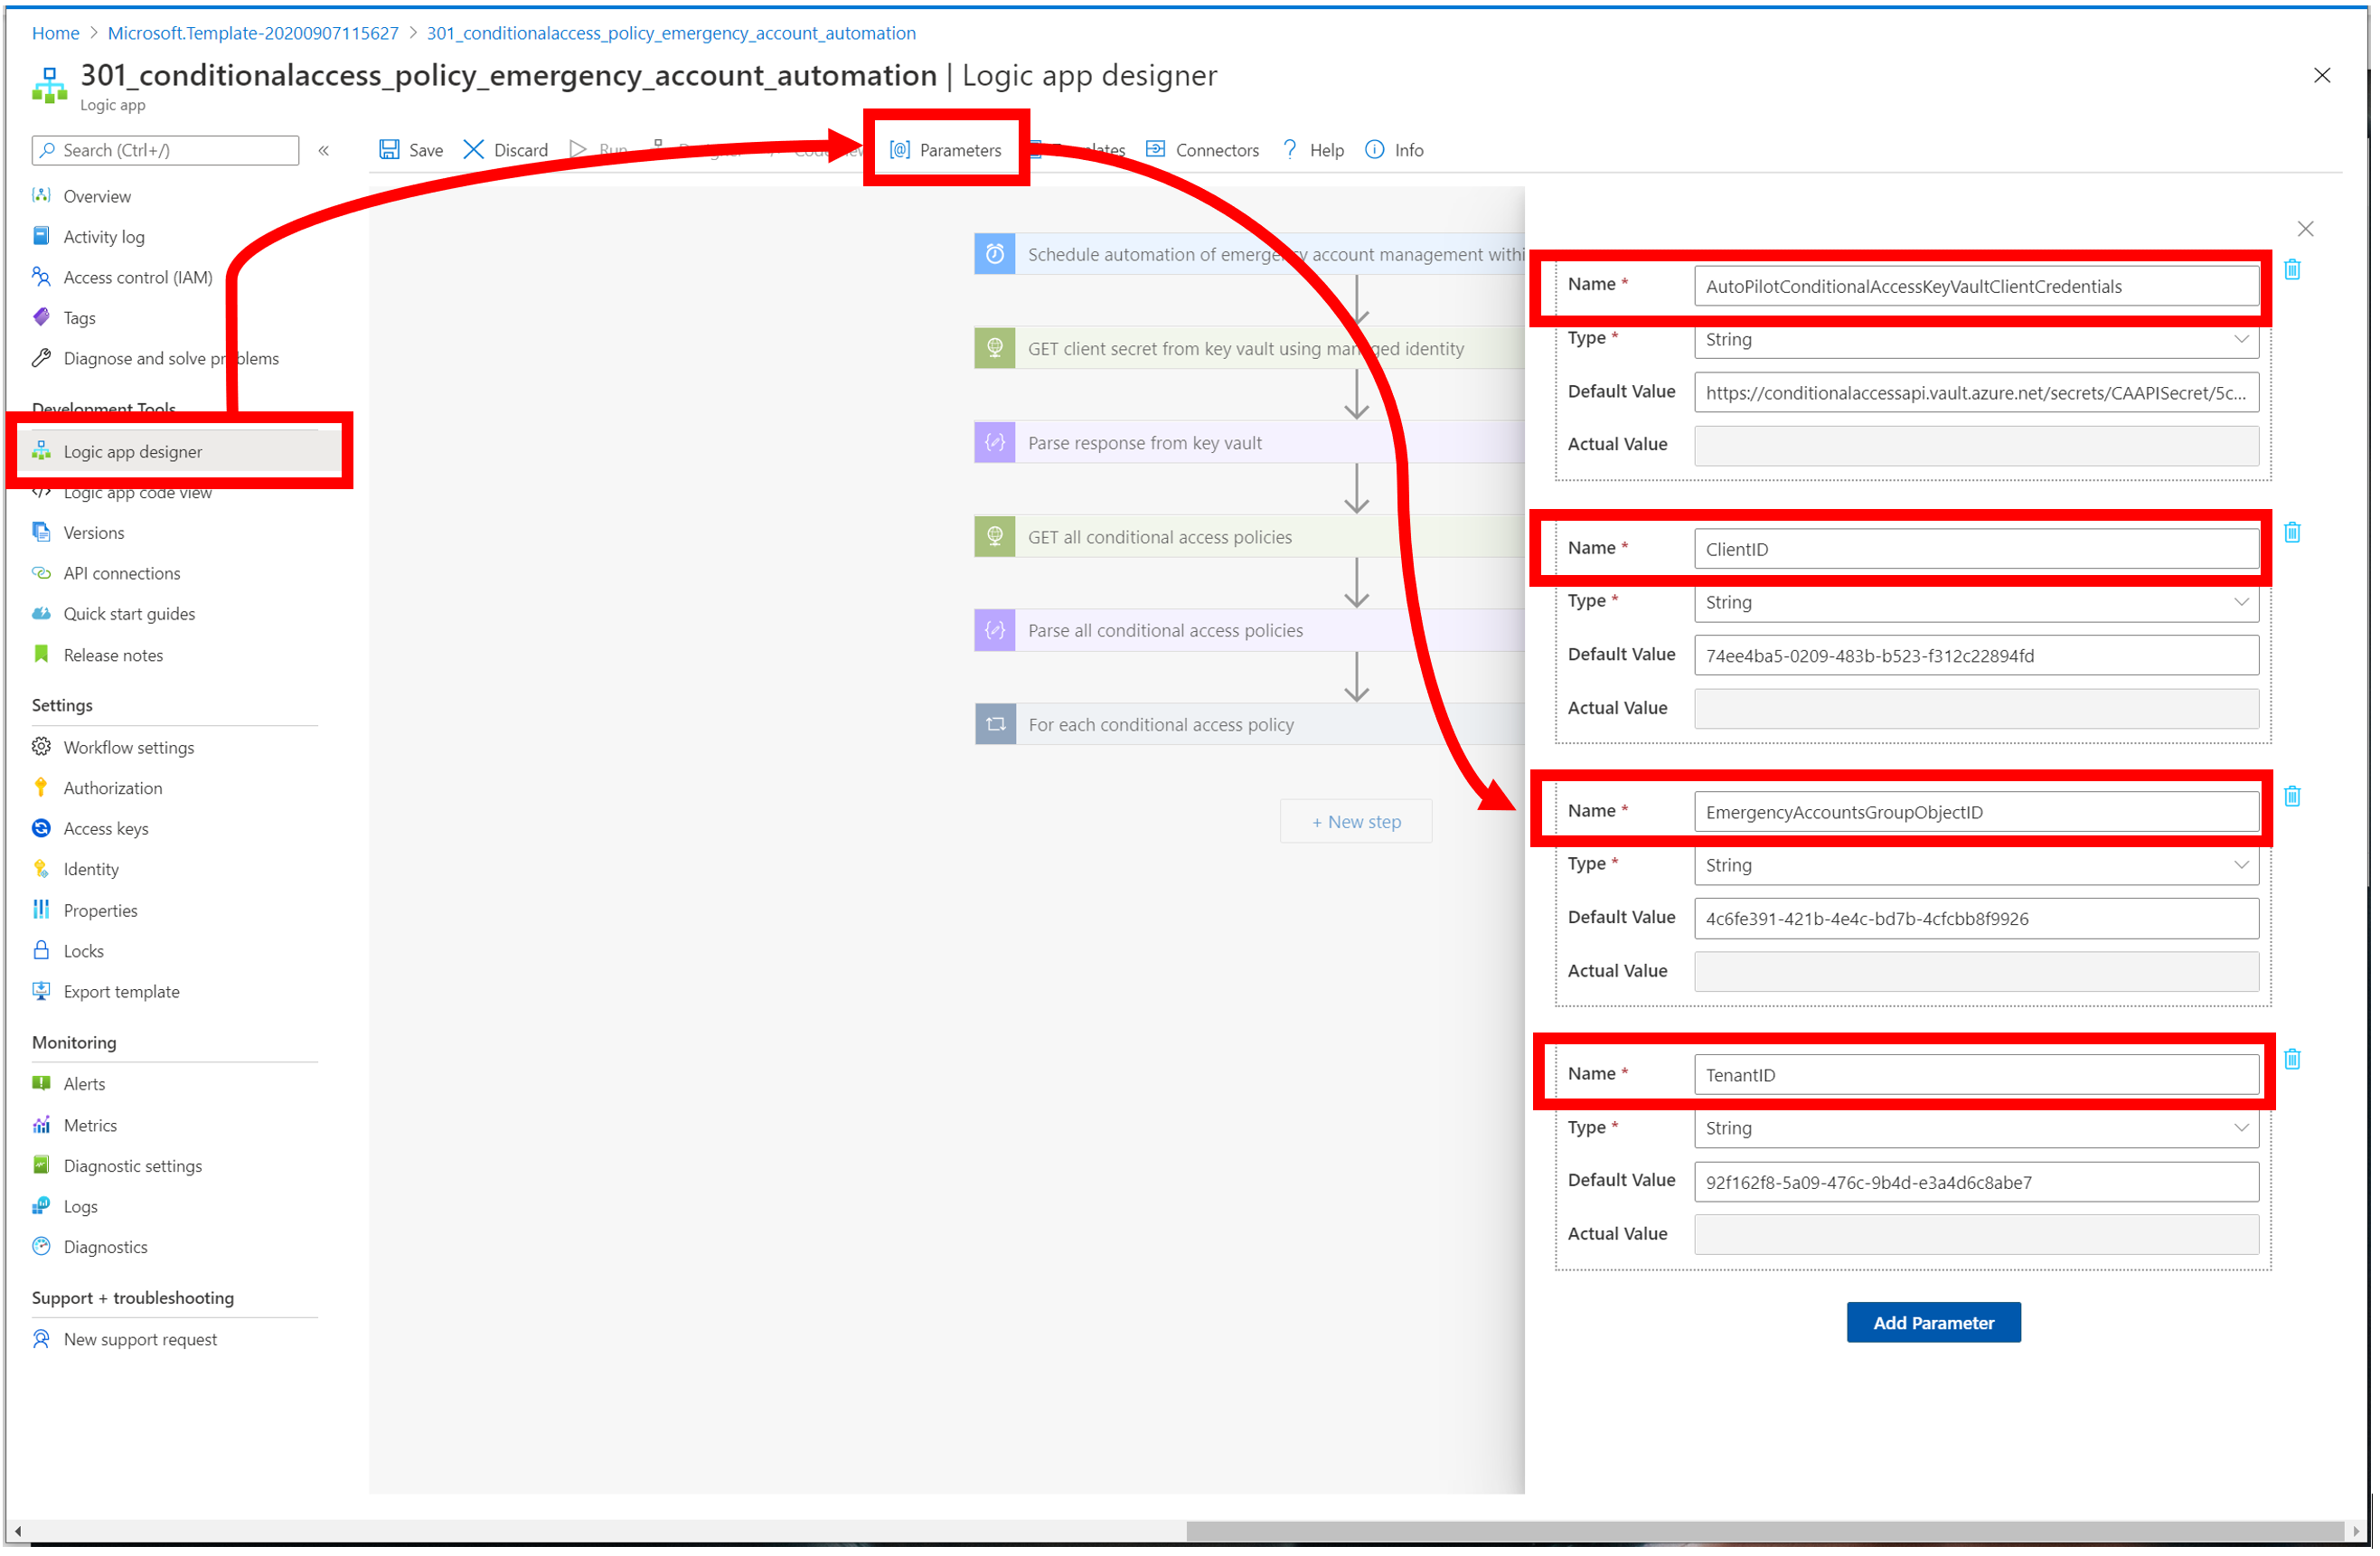 Home > Microsoft.Template-20200907115627 > 301_conditionalaccess_policy_emergency_account_automation
301_conditionalaccess_policy_emergency_account_automation | Logic app designer
Logic app
Search (Ctrl+/)
«
Save
Discard
Run
Parameters
Connectors
? Help
Info
Overview
Activity log
Access control (IAM)
Tags
Diagnose and solve problems
Development Tools
Logic app designer
Logic app code view
Versions
API connections
Quick start guides
Release notes
Settings
Workflow settings
Authorization
Access keys
Identity
Properties
Locks
Export template
Monitoring
Alerts
Metrics
Diagnostic settings
Logs
Diagnostics
Support + troubleshooting
New support request
Schedule automation of emergency account management withi
GET client secret from key vault using managed identity
Parse response from key vault
GET all conditional access policies
Parse all conditional access policies
For each conditional access policy
+ New step
Name * AutoPilotConditionalAccessKeyVaultClientCredentials
Type * String
Default Value https://conditionalaccessapi.vault.azure.net/secrets/CAAPISecret/5c...
Actual Value
Name * ClientID
Type * String
Default Value 74ee4ba5-0209-483b-b523-f312c22894fd
Actual Value
Name * EmergencyAccountsGroupObjectID
Type * String
Default Value 4c6fe391-421b-4e4c-bd7b-4cfcbb8f9926
Actual Value
Name * TenantID
Type * String
Default Value 92f162f8-5a09-476c-9b4d-e3a4d6c8abe7
Actual Value
Add Parameter